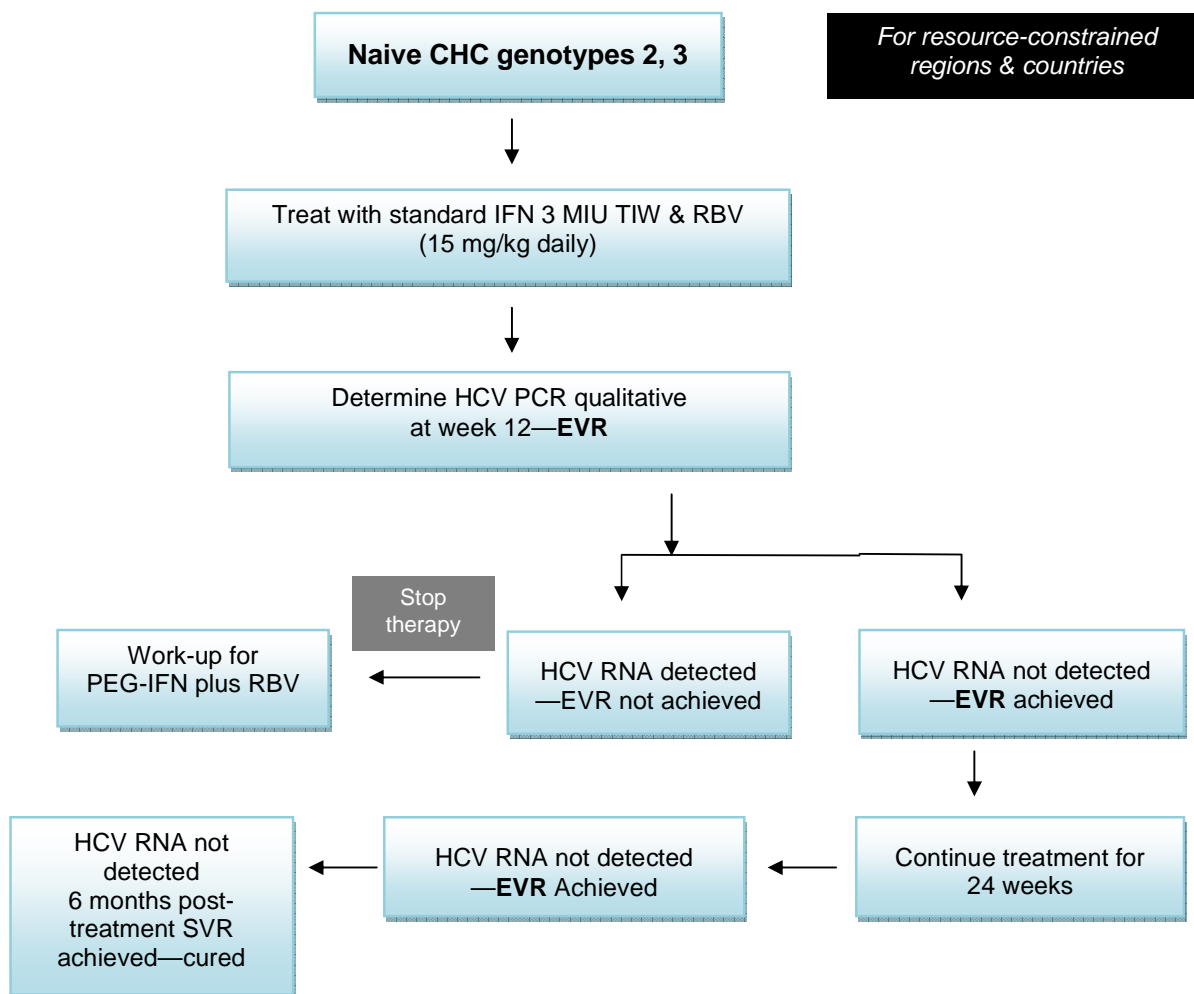 Naive CHC genotypes 2, 3
For resource-constrained
regions & countries
Treat with standard IFN 3 MIU TIW & RBV
(15 mg/kg daily)
Determine HCV PCR qualitative
at week 12—EVR
Stop
therapy
Work-up for
PEG-IFN plus RBV
HCV RNA detected
—EVR not achieved
HCV RNA not detected
—EVR achieved
HCV RNA not
detected
6 months post-
treatment SVR
achieved—cured
HCV RNA not detected
—EVR Achieved
Continue treatment for
24 weeks